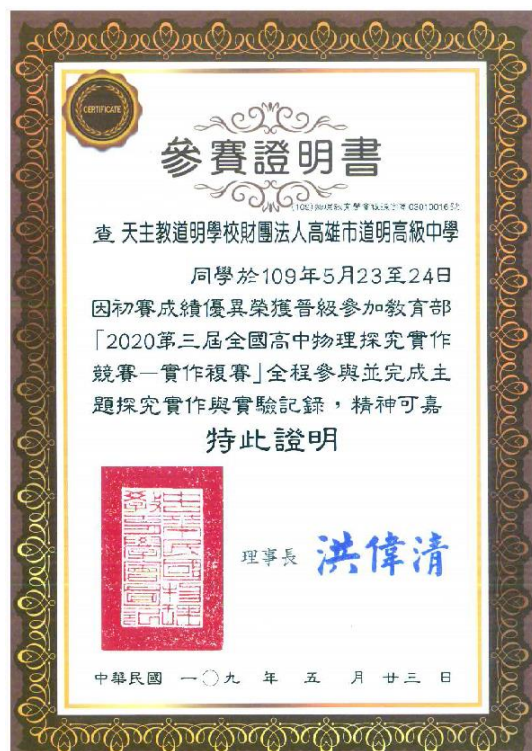 CERTIFICATE
參賽證明書
查 天主教道明學校財團法人高雄市道明高級中學
同學於109年5月23至24日
因初賽成績優異榮獲晉級參加教育部
「2020第三屆全國高中物理探究實作
競賽—實作複賽」全程參與並完成主
題探究實作與實驗記錄,精神可嘉
特此證明
理事長 洪偉清
中華民國 一〇九 年 五 月 廿三 日